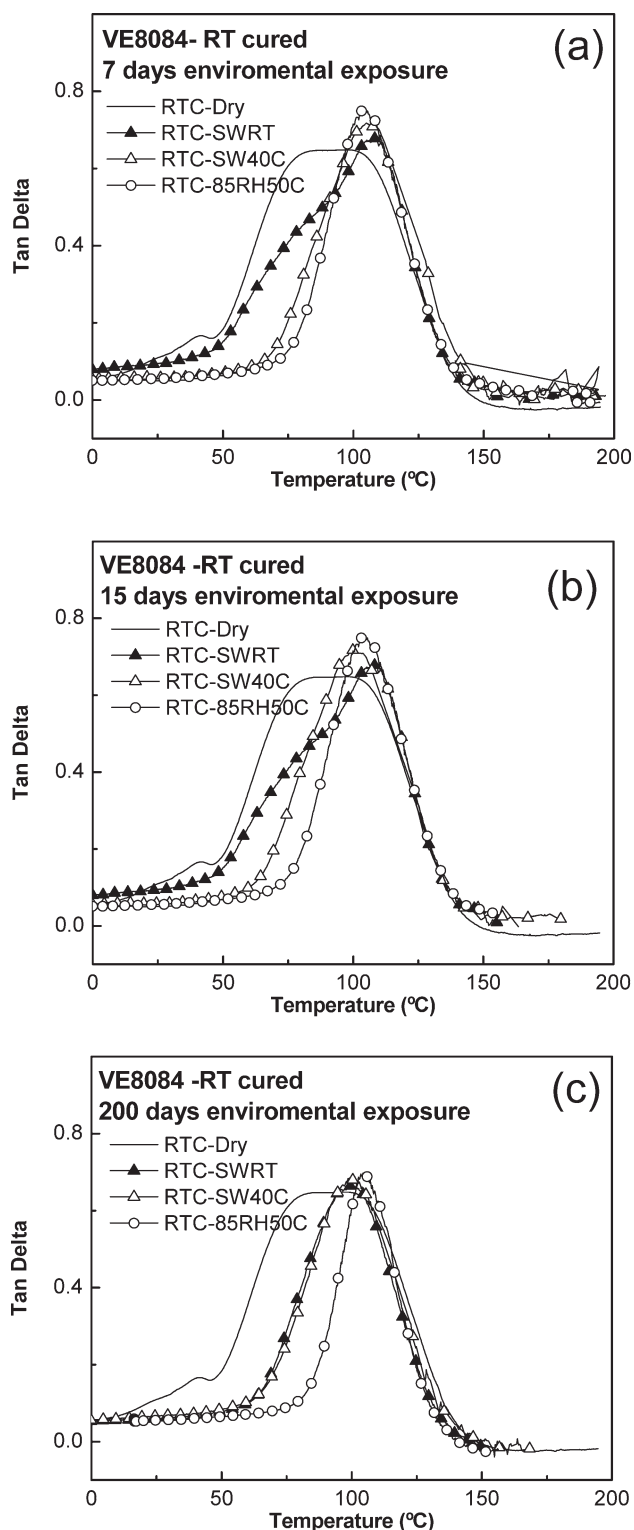 VE8084- RT cured
(a)
7 days enviromental exposure
RTC-Dry
RTC-SWRT
RTC-SW40C
RTC-85RH50C
0.8
0.4
0.0
Tan Delta
0 50 100 150 200
Temperature (ºC)
VE8084 -RT cured
(b)
15 days enviromental exposure
RTC-Dry
RTC-SWRT
RTC-SW40C
RTC-85RH50C
0.8
0.4
0.0
Tan Delta
0 50 100 150 200
Temperature (ºC)
VE8084 -RT cured
(c)
200 days enviromental exposure
RTC-Dry
RTC-SWRT
RTC-SW40C
RTC-85RH50C
0.8
0.4
0.0
Tan Delta
0 50 100 150 200
Temperature (ºC)